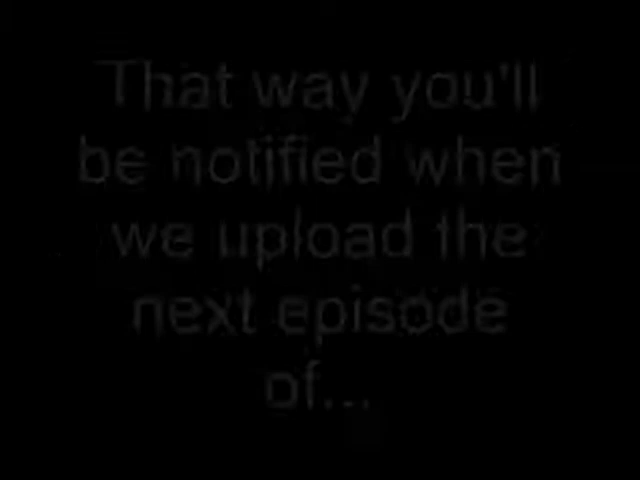 That way you'll
be notified when
we upload the
next episode
of...